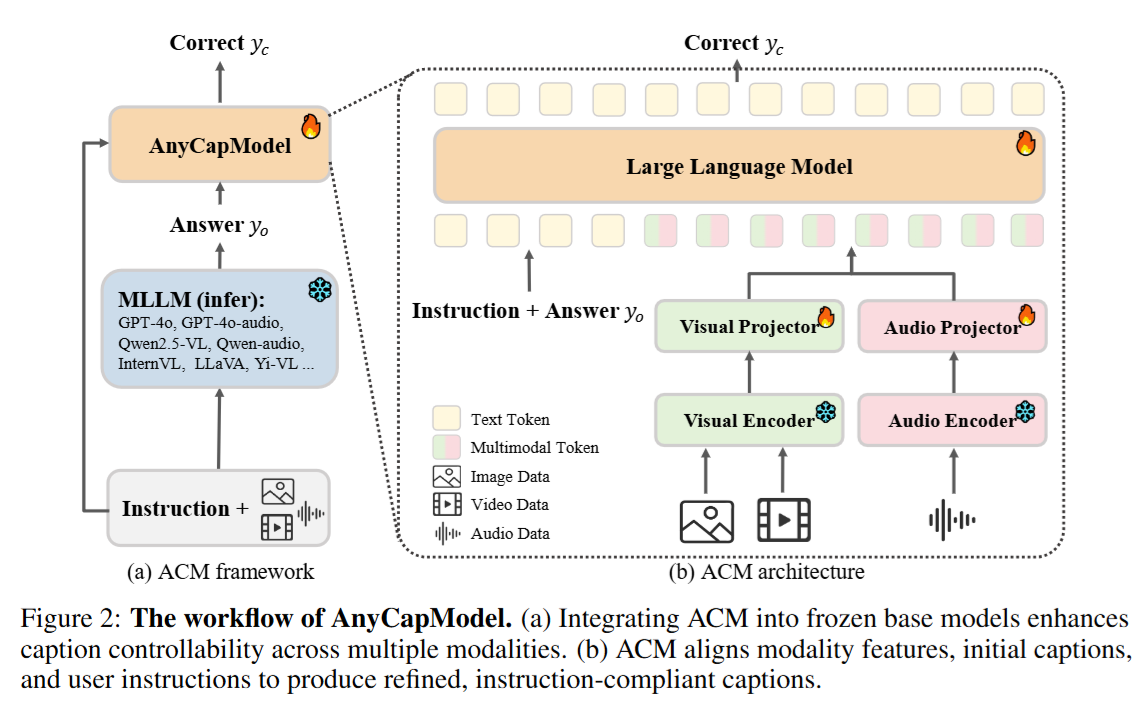 Correct y_c
AnyCapModel
Answer y_o
MLLM (infer):
GPT-4o, GPT-4o-audio,
Qwen2.5-VL, Qwen-audio,
InternVL, LLaVA, Yi-VL ...
Instruction +
(a) ACM framework
Correct y_c
Large Language Model
Instruction + Answer y_o
Visual Projector
Audio Projector
Visual Encoder
Audio Encoder
Text Token
Multimodal Token
Image Data
Video Data
Audio Data
(b) ACM architecture
Figure 2: The workflow of AnyCapModel. (a) Integrating ACM into frozen base models enhances
caption controllability across multiple modalities. (b) ACM aligns modality features, initial captions,
and user instructions to produce refined, instruction-compliant captions.